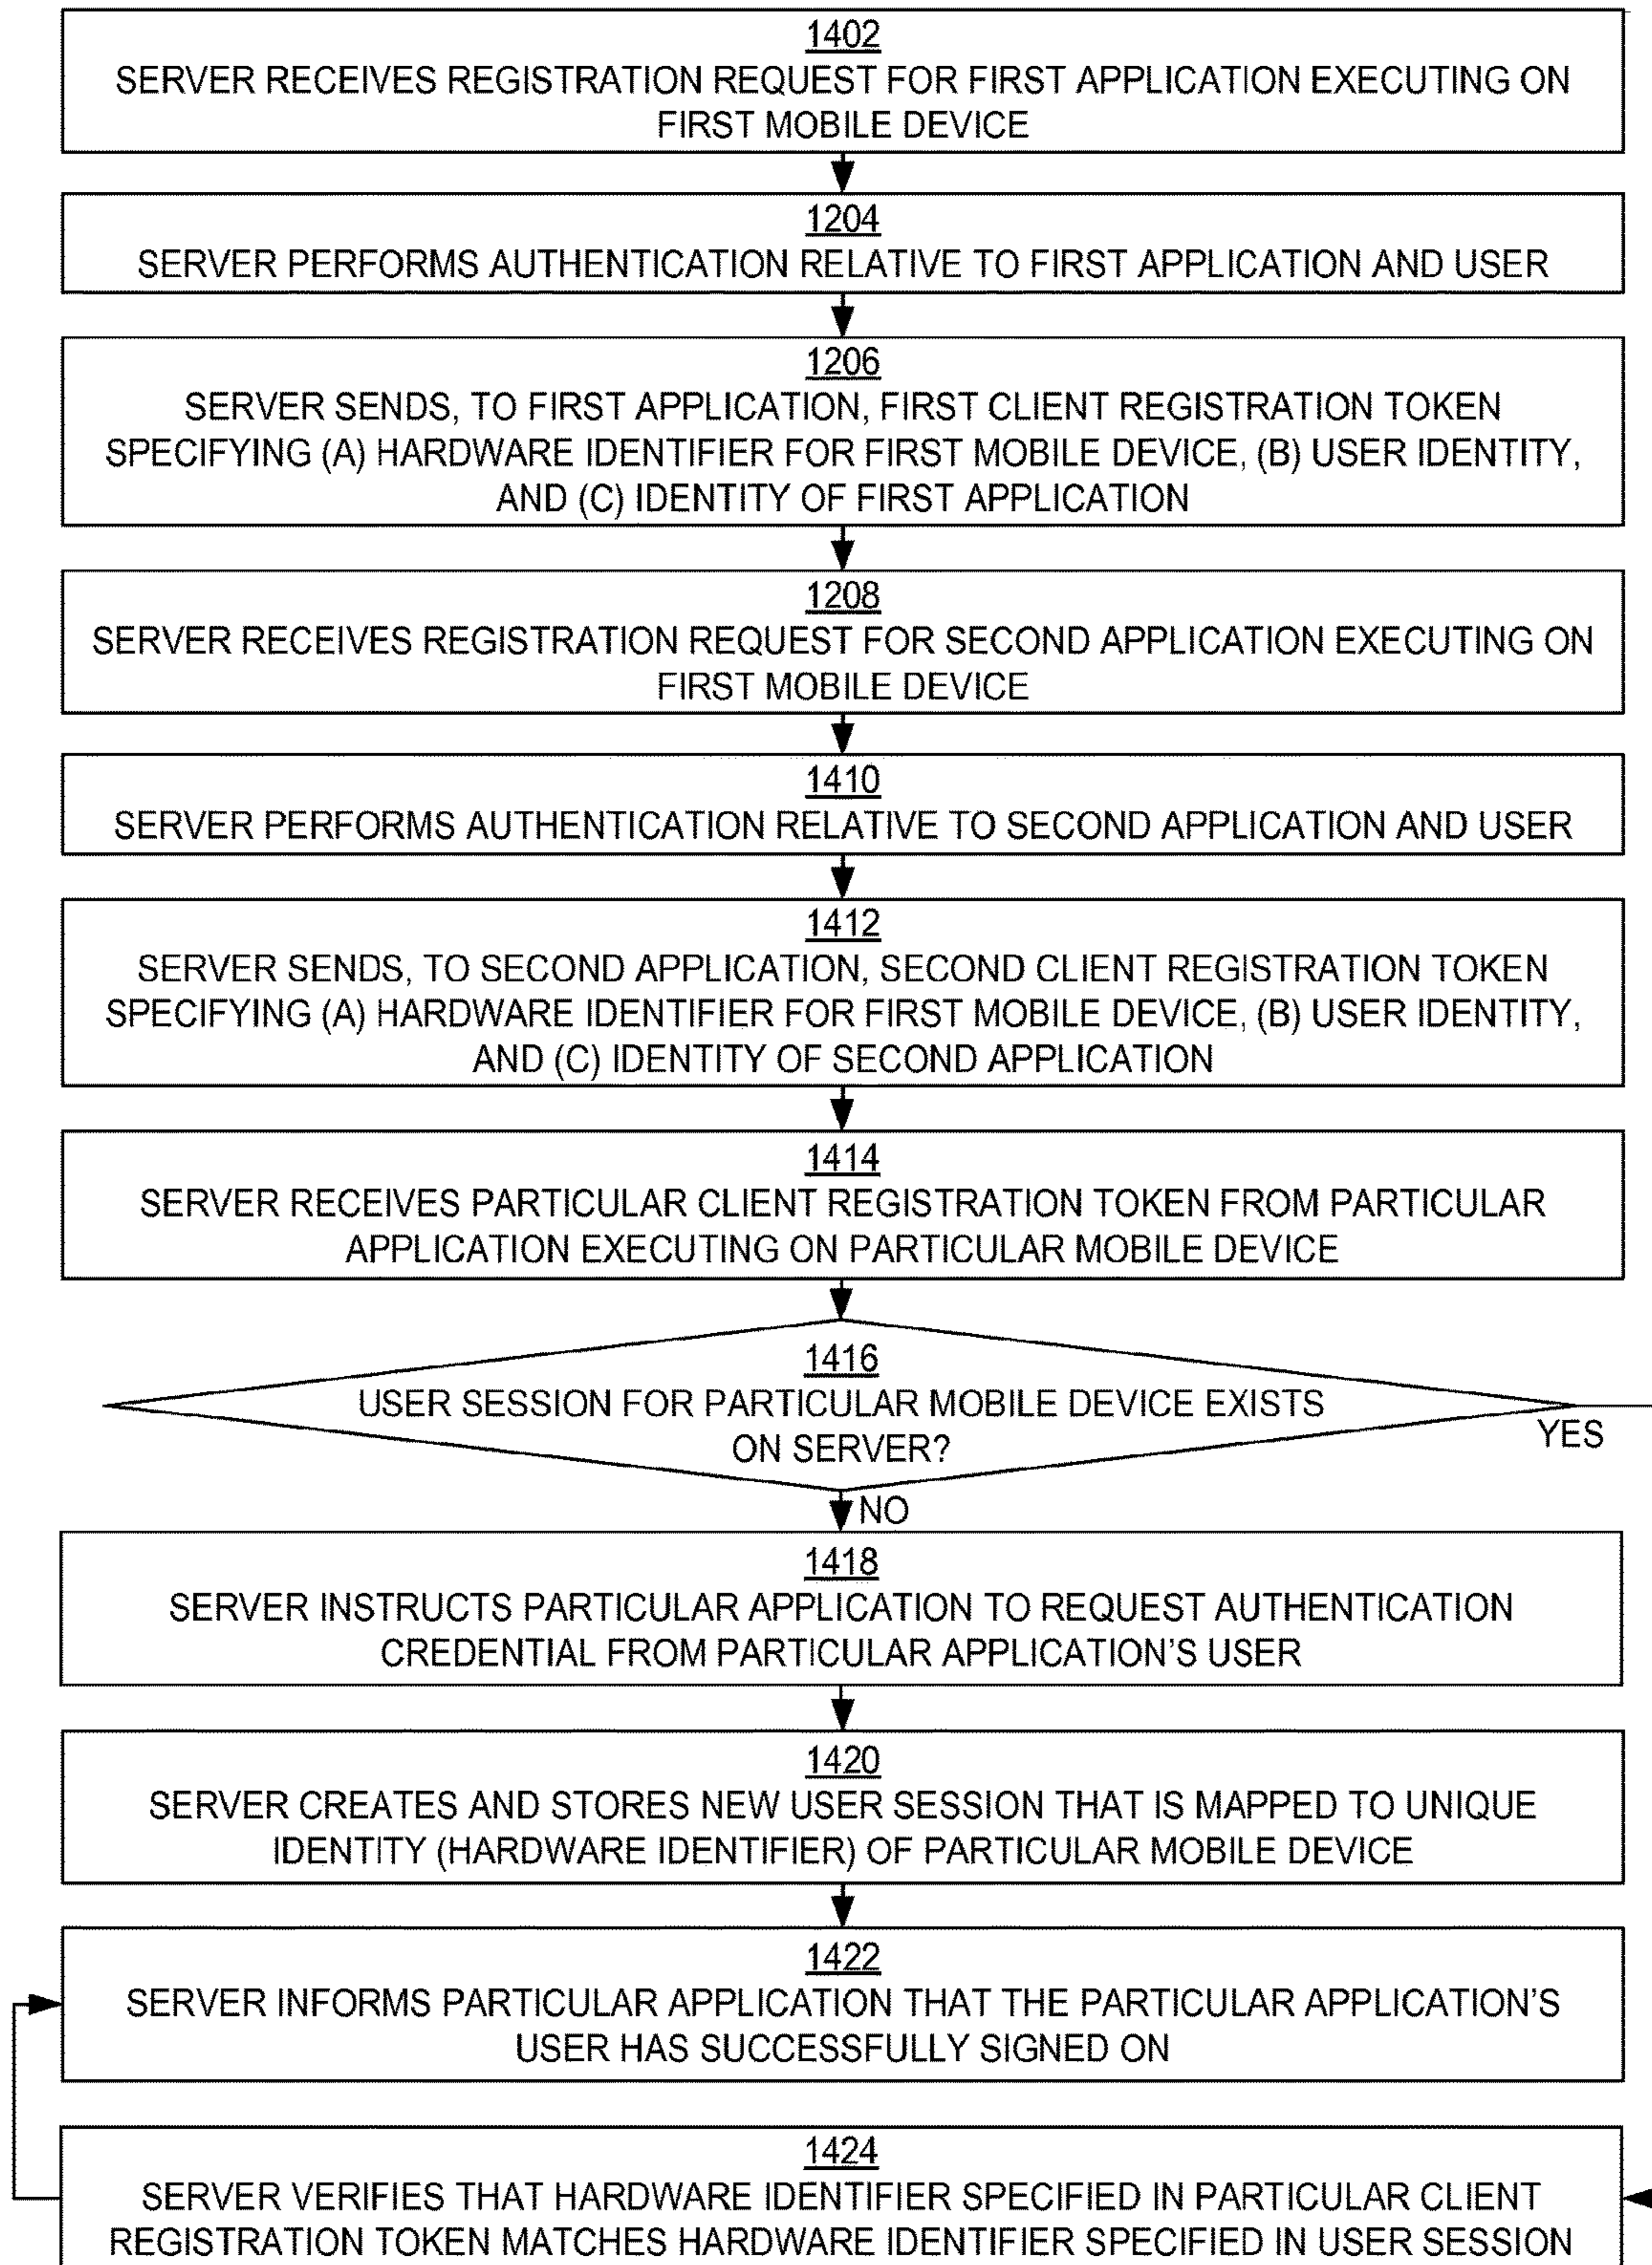 1402
SERVER RECEIVES REGISTRATION REQUEST FOR FIRST APPLICATION EXECUTING ON
FIRST MOBILE DEVICE
1204
SERVER PERFORMS AUTHENTICATION RELATIVE TO FIRST APPLICATION AND USER
1206
SERVER SENDS, TO FIRST APPLICATION, FIRST CLIENT REGISTRATION TOKEN
SPECIFYING (A) HARDWARE IDENTIFIER FOR FIRST MOBILE DEVICE, (B) USER IDENTITY,
AND (C) IDENTITY OF FIRST APPLICATION
1208
SERVER RECEIVES REGISTRATION REQUEST FOR SECOND APPLICATION EXECUTING ON
FIRST MOBILE DEVICE
1410
SERVER PERFORMS AUTHENTICATION RELATIVE TO SECOND APPLICATION AND USER
1412
SERVER SENDS, TO SECOND APPLICATION, SECOND CLIENT REGISTRATION TOKEN
SPECIFYING (A) HARDWARE IDENTIFIER FOR FIRST MOBILE DEVICE, (B) USER IDENTITY,
AND (C) IDENTITY OF SECOND APPLICATION
1414
SERVER RECEIVES PARTICULAR CLIENT REGISTRATION TOKEN FROM PARTICULAR
APPLICATION EXECUTING ON PARTICULAR MOBILE DEVICE
1416
USER SESSION FOR PARTICULAR MOBILE DEVICE EXISTS
ON SERVER?
YES
NO
1418
SERVER INSTRUCTS PARTICULAR APPLICATION TO REQUEST AUTHENTICATION
CREDENTIAL FROM PARTICULAR APPLICATION'S USER
1420
SERVER CREATES AND STORES NEW USER SESSION THAT IS MAPPED TO UNIQUE
IDENTITY (HARDWARE IDENTIFIER) OF PARTICULAR MOBILE DEVICE
1422
SERVER INFORMS PARTICULAR APPLICATION THAT THE PARTICULAR APPLICATION'S
USER HAS SUCCESSFULLY SIGNED ON
1424
SERVER VERIFIES THAT HARDWARE IDENTIFIER SPECIFIED IN PARTICULAR CLIENT
REGISTRATION TOKEN MATCHES HARDWARE IDENTIFIER SPECIFIED IN USER SESSION